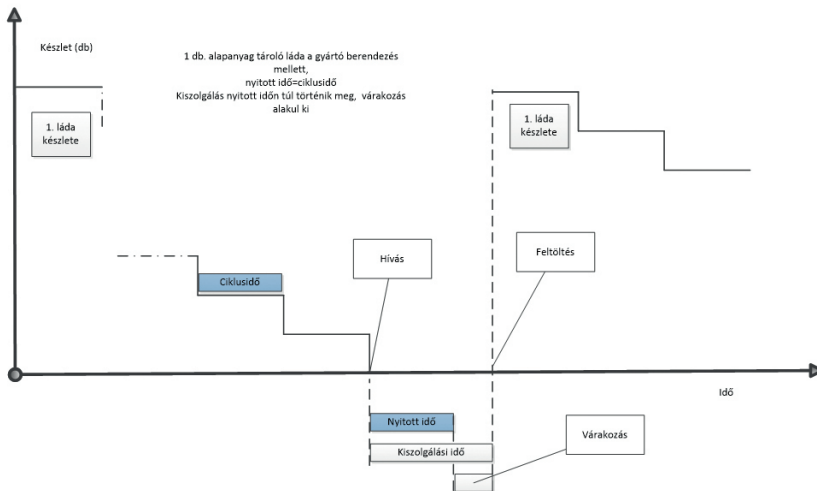 Készlet (db)
1 db. alapanyag tároló láda a gyártó berendezés
mellett,
nyitott idő=ciklusidő
Kiszolgálás nyitott időn túl történik meg, várakozás
alakul ki
1. láda
készlete
1. láda
készlete
Hívás
Feltöltés
Ciklusidő
Idő
Nyitott idő
Kiszolgálási idő
Várakozás